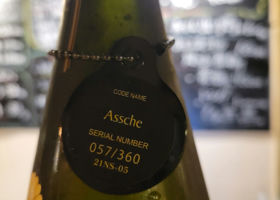 CODE NAME
Assche
SERIAL NUMBER
057/360
21NS-05